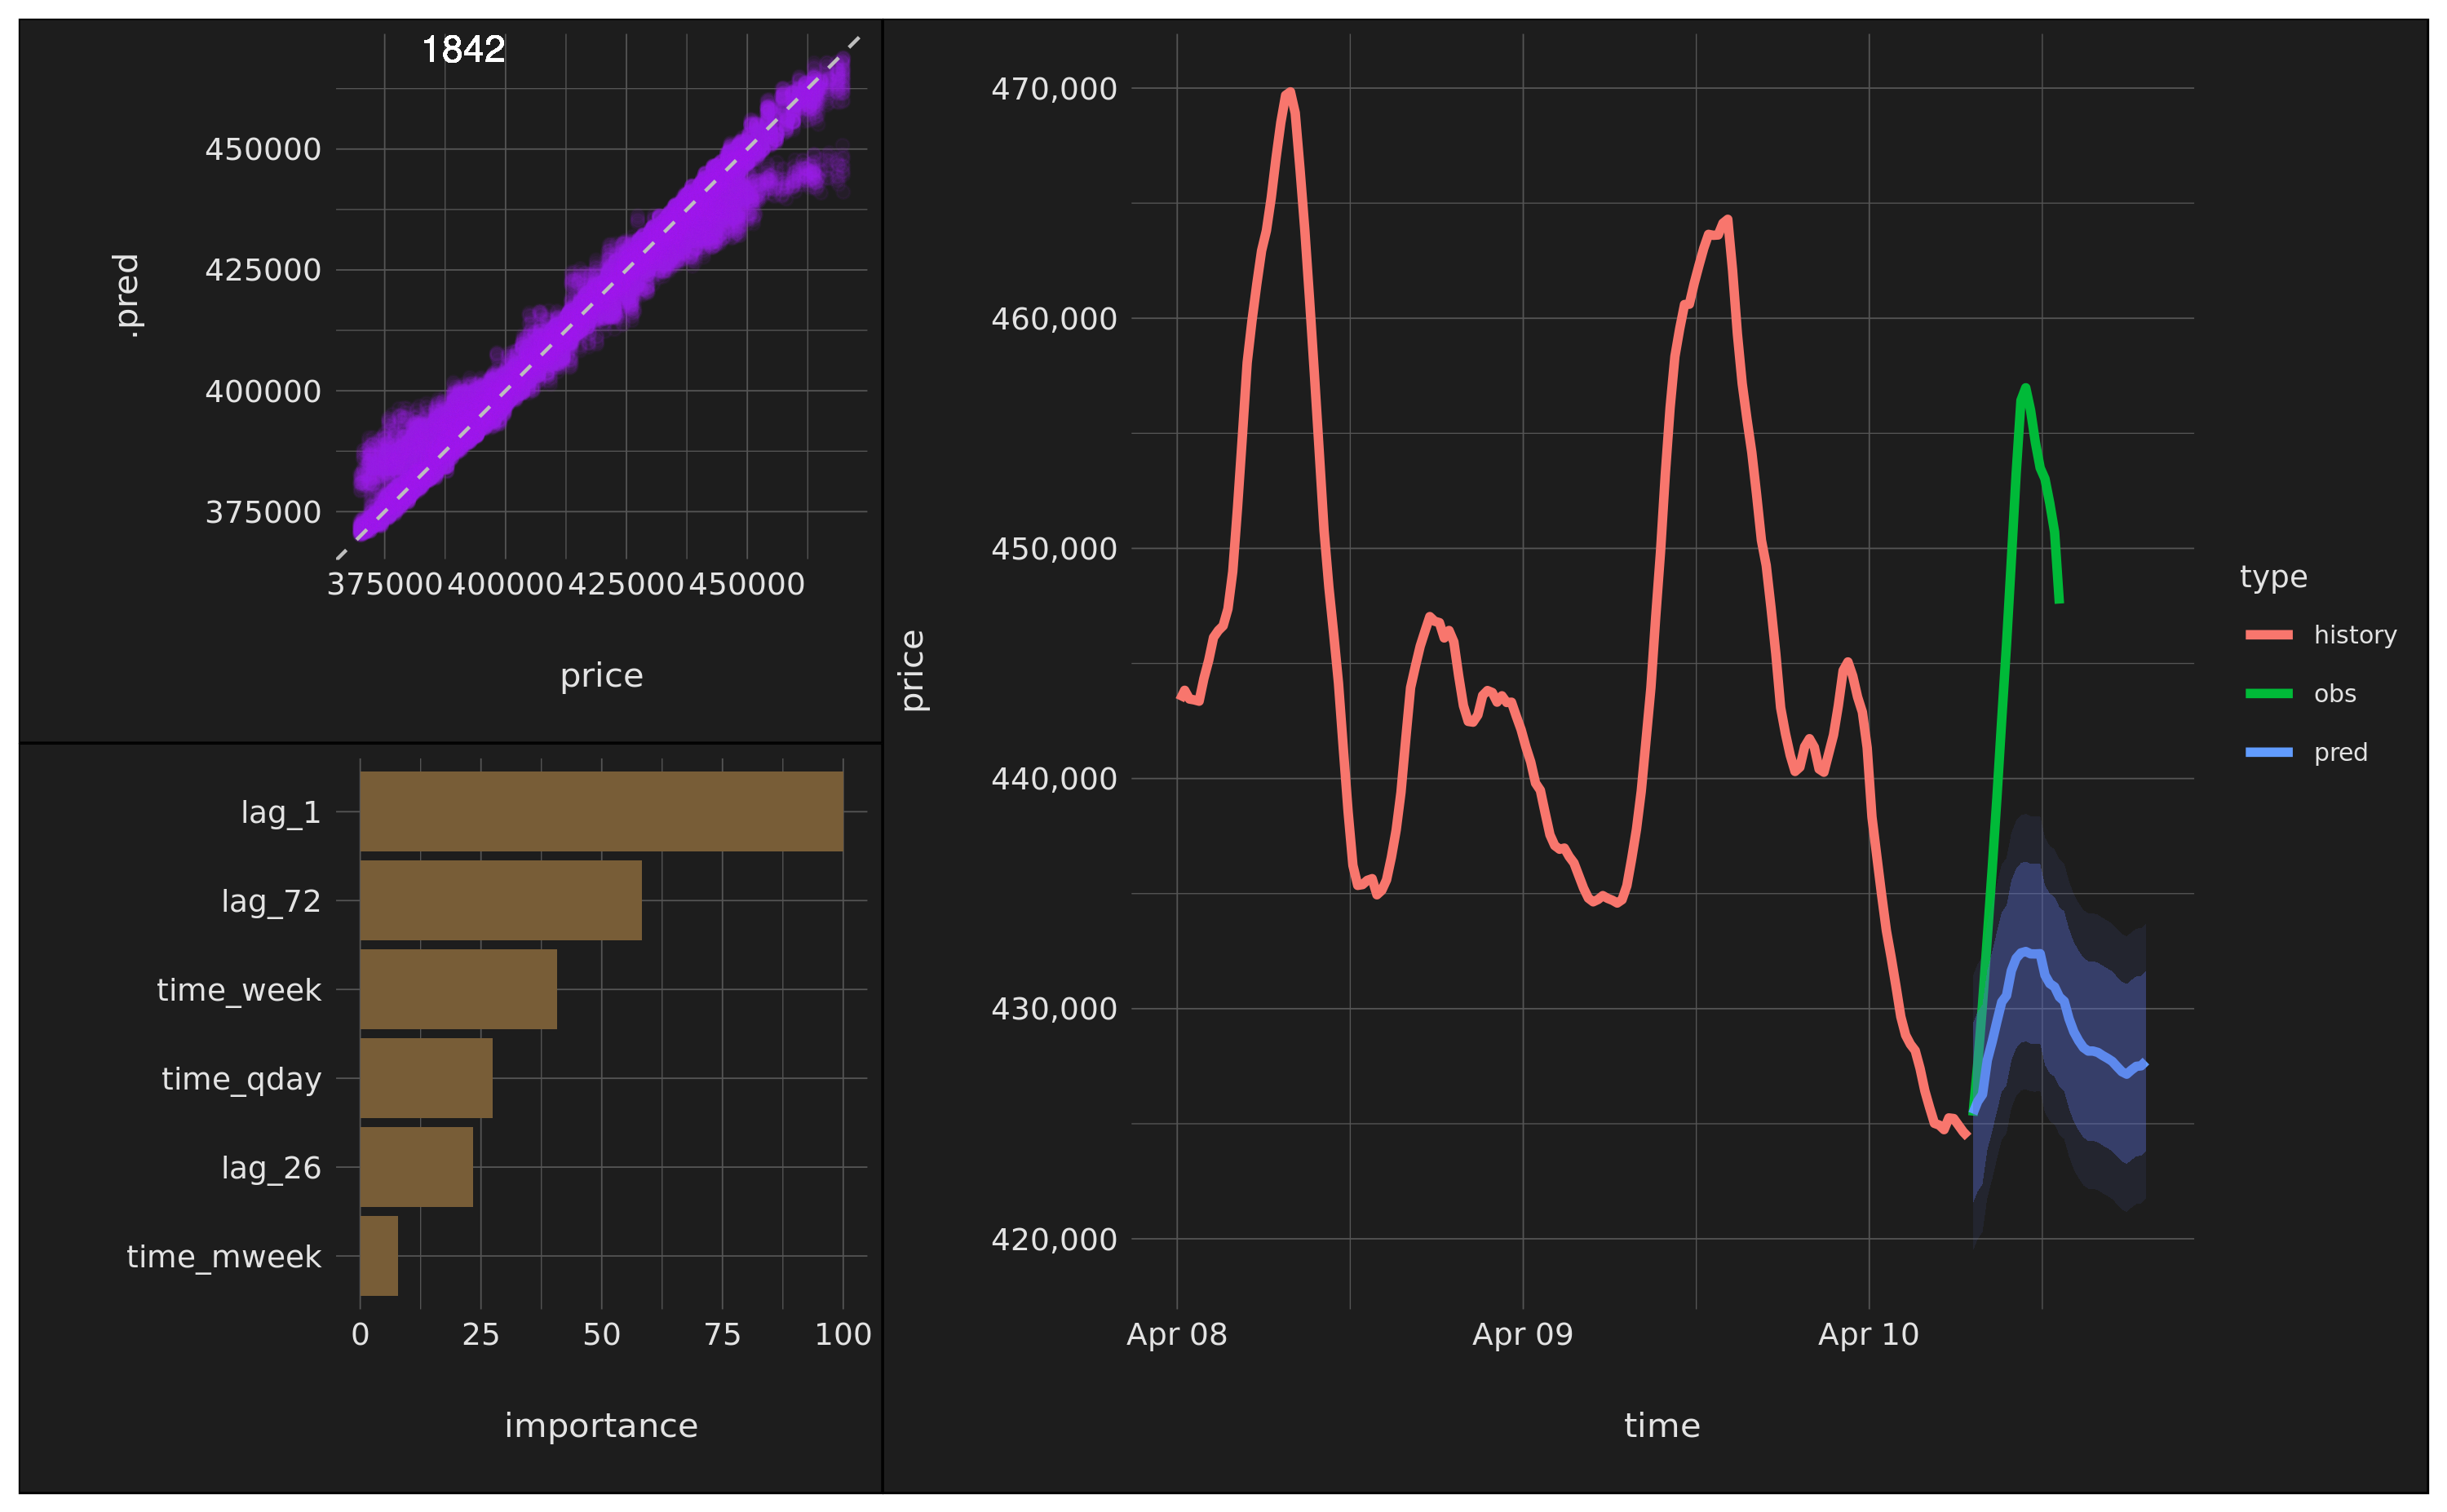 1842
.pred
450000
425000
400000
375000
375000 400000 425000 450000
price
lag_1
lag_72
time_week
time_qday
lag_26
time_mweek
0 25 50 75 100
importance
price
470,000
460,000
450,000
440,000
430,000
420,000
Apr 08 Apr 09 Apr 10
time
type
history
obs
pred